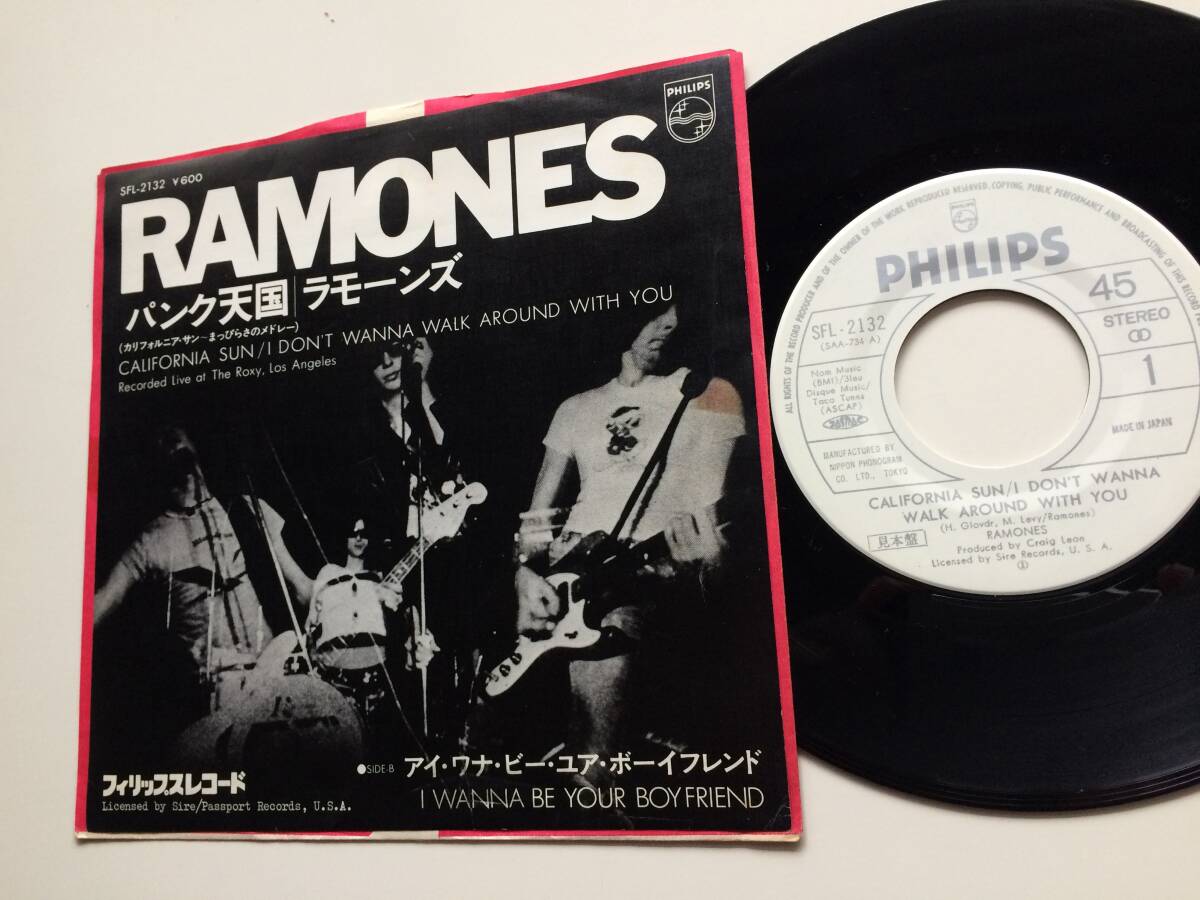 PHILIPS
SFL-2132 ¥600
RAMONES
パンク天国 | ラモーンズ
(カリフォルニア・サン〜まっぴらさのメドレー)
CALIFORNIA SUN/I DON'T WANNA WALK AROUND WITH YOU
Recorded Live at The Roxy, Los Angeles
●SIDE-B アイ・ワナ・ビー・ユア・ボーイフレンド
I WANNA BE YOUR BOYFRIEND
フィリップスレコード
Licensed by Sire/Passport Records, U.S.A.
ALL RIGHTS OF THE RECORD PRODUCER AND OF THE OWNER OF THE WORK REPRODUCED RESERVED, COPYING, PUBLIC PERFORMANCE AND BROADCASTING OF THIS RECORD
PHILIPS
PHILIPS
SFL-2132
(SAA-734 A)
45
STEREO
1
Nom Music
(BMI)/3leu
Disque Music/
Taco Tunns
(ASCAP)
MANUFACTURED BY
NIPPON PHONOGRAM
CO. LTD., TOKYO
MADE IN JAPAN
CALIFORNIA SUN/I DON'T WANNA
WALK AROUND WITH YOU
(H. Glovdr, M. Levy/Ramones)
RAMONES
見本盤
Produced by Craig Leon
Licensed by Sire Records, U. S. A.